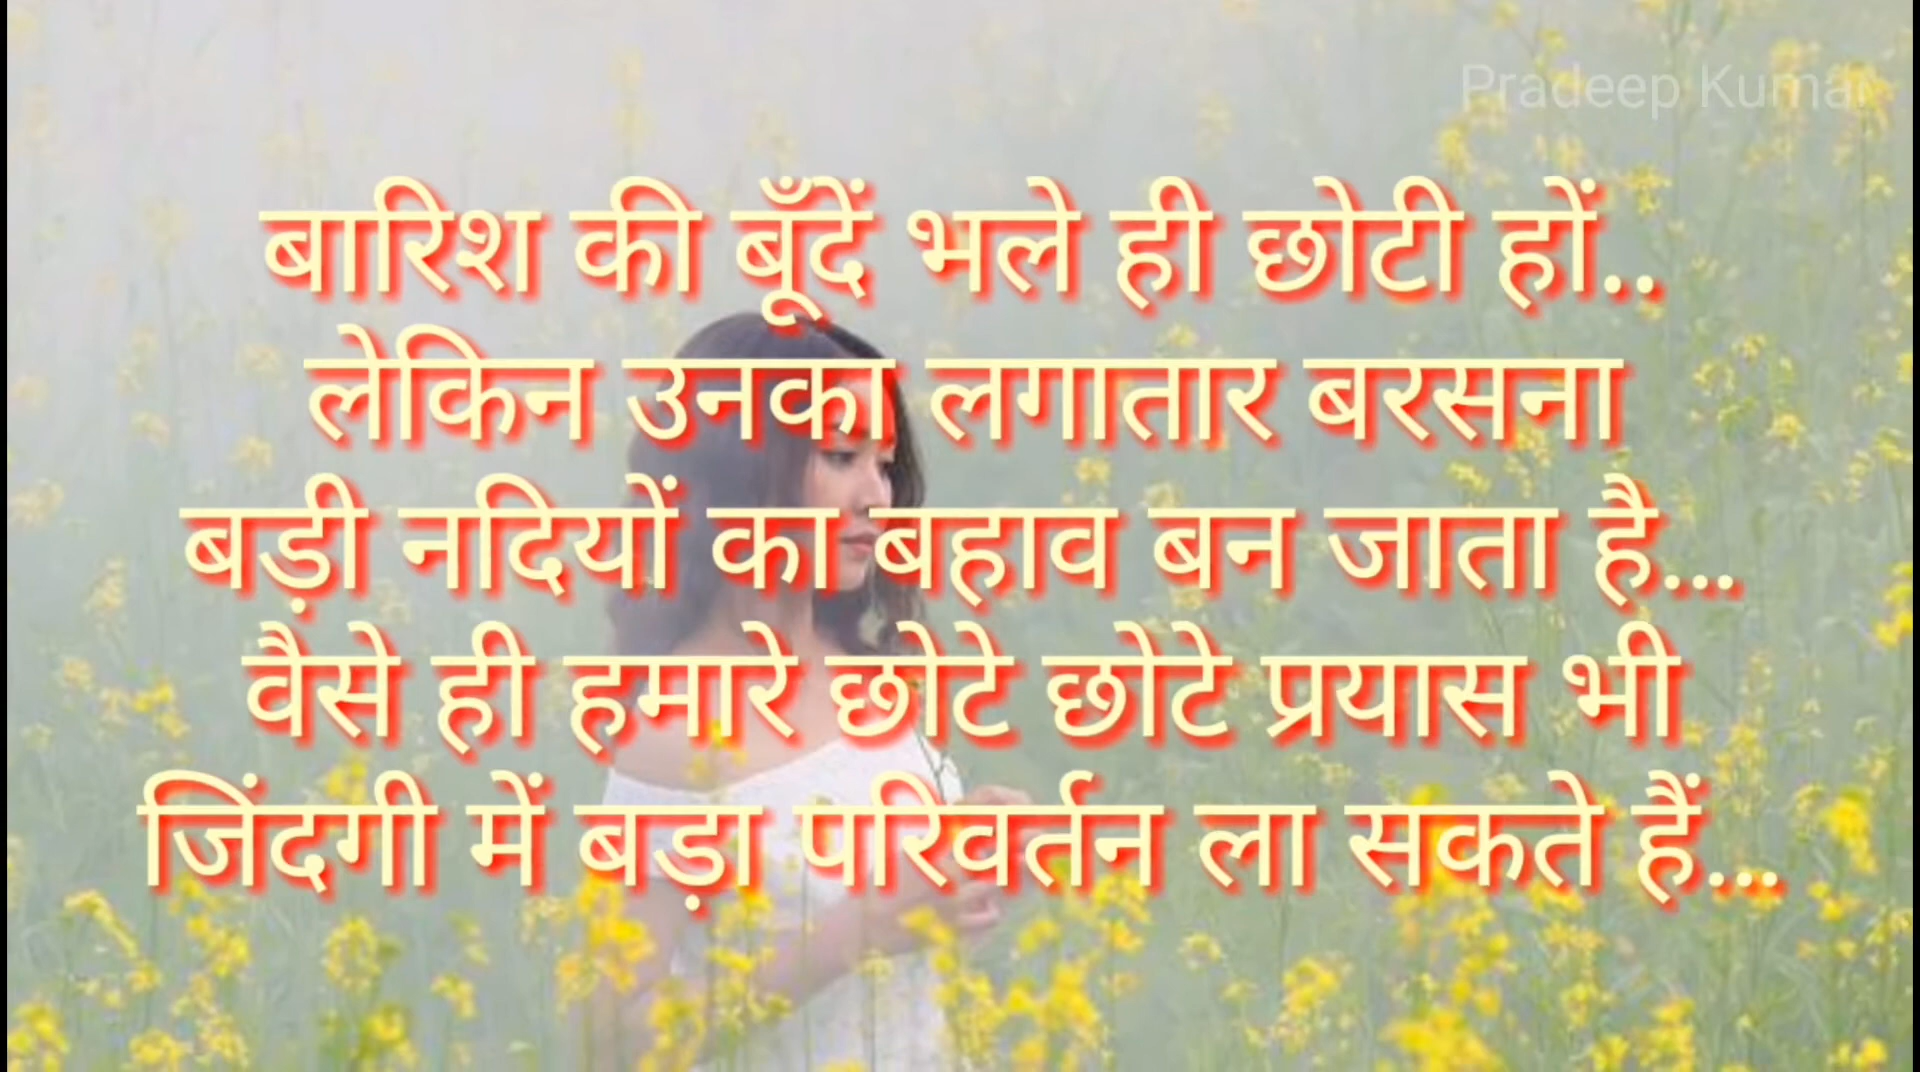 Pradeep Kumar
बारिश की बूँदें भले ही छोटी हों..
लेकिन उनका लगातार बरसना
बड़ी नदियों का बहाव बन जाता है...
वैसे ही हमारे छोटे छोटे प्रयास भी
जिंदगी में बड़ा परिवर्तन ला सकते हैं...